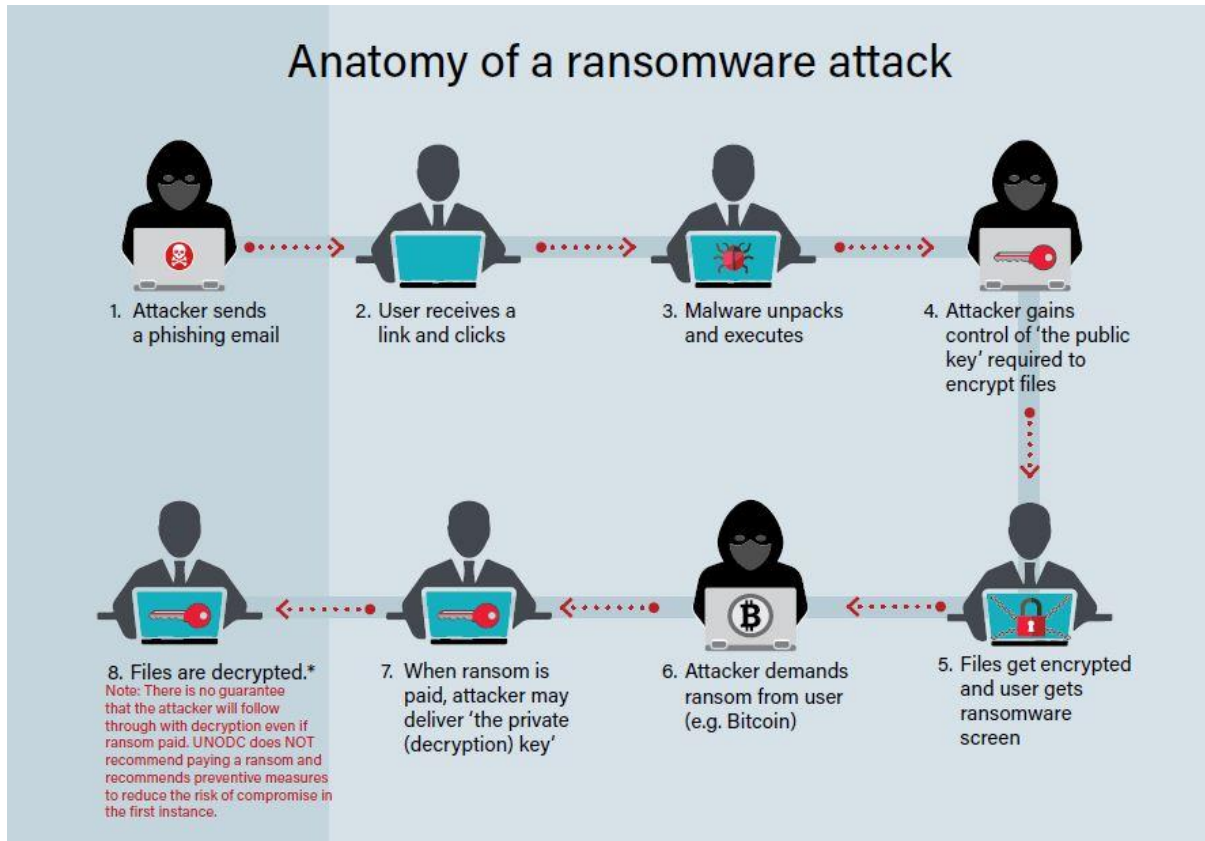 Anatomy of a ransomware attack
1. Attacker sends
a phishing email
2. User receives a
link and clicks
3. Malware unpacks
and executes
4. Attacker gains
control of ‘the public
key’ required to
encrypt files
5. Files get encrypted
and user gets
ransomware
screen
6. Attacker demands
ransom from user
(e.g. Bitcoin)
7. When ransom is
paid, attacker may
deliver ‘the private
(decryption) key‘
8. Files are decrypted.*
Note: There is no guarantee
that the attacker will follow
through with decryption even if
ransom paid. UNODC does NOT
recommend paying a ransom and
recommends preventive measures
to reduce the risk of compromise in
the first instance.